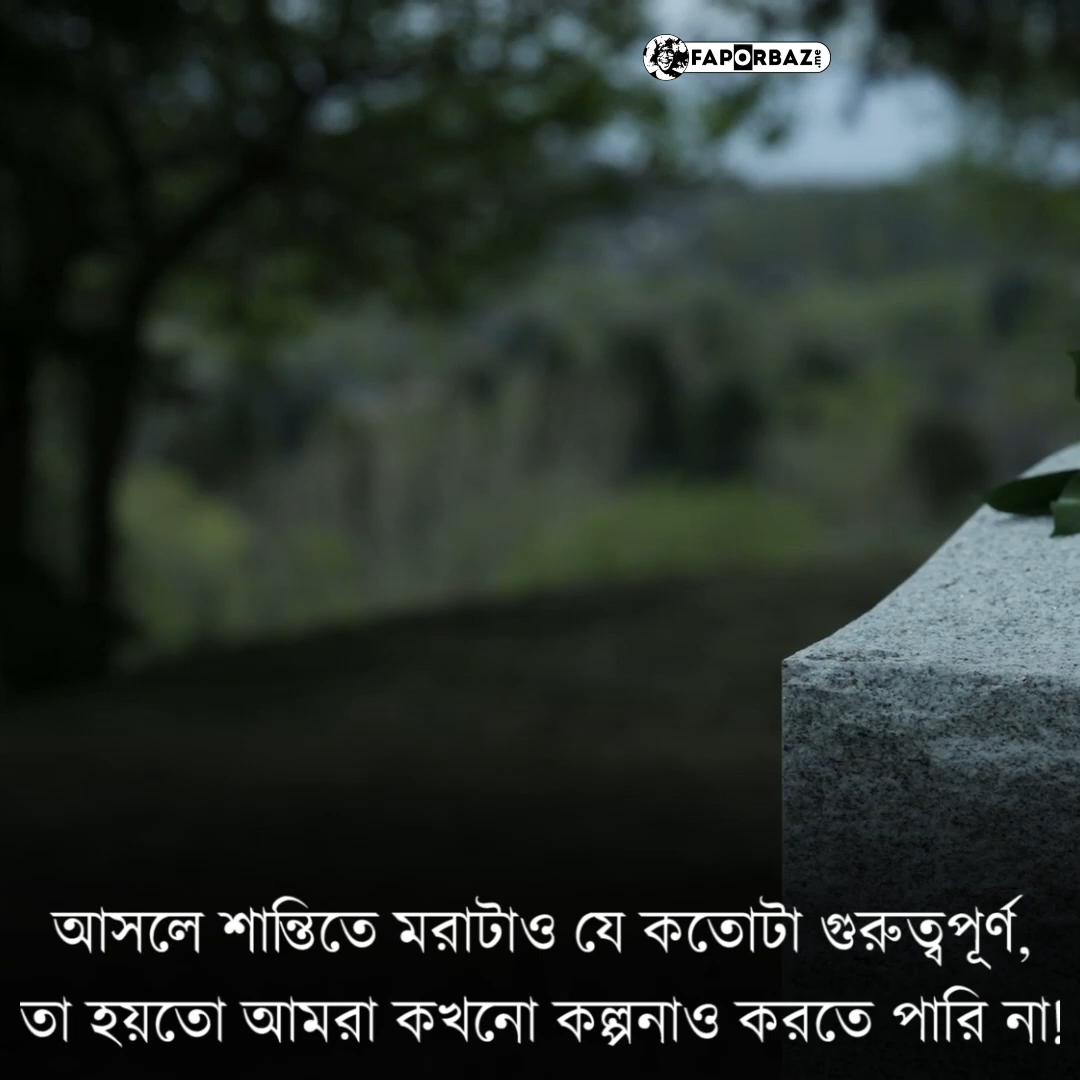 FAPORBAZ.me
আসলে শান্তিতে মরাটাও যে কতোটা গুরুত্বপূর্ণ,
তা হয়তো আমরা কখনো কল্পনাও করতে পারি না!